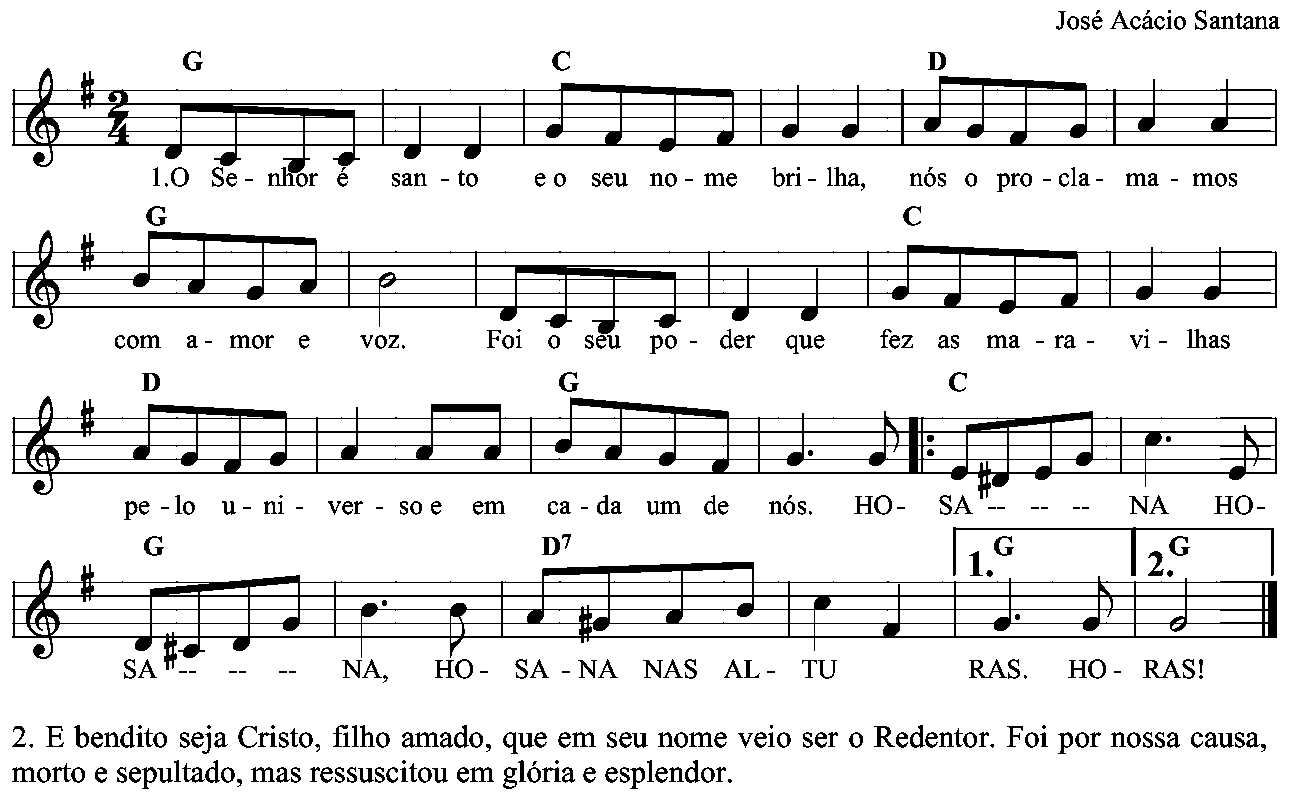 José Acácio Santana
G C D
2/4
1.O Se - nhor é san - to e o seu no - me bri - lha, nós o pro - cla - ma - mos
G C
com a - mor e voz. Foi o seu po - der que fez as ma - ra - vi - lhas
D G C
pe - lo u - ni - ver - so e em ca - da um de nós. HO- SA -- -- -- NA HO-
G D7 1. G 2. G
SA -- -- -- NA, HO- SA - NA NAS AL - TU RAS. HO - RAS!
2. E bendito seja Cristo, filho amado, que em seu nome veio ser o Redentor. Foi por nossa causa,
morto e sepultado, mas ressuscitou em glória e esplendor.